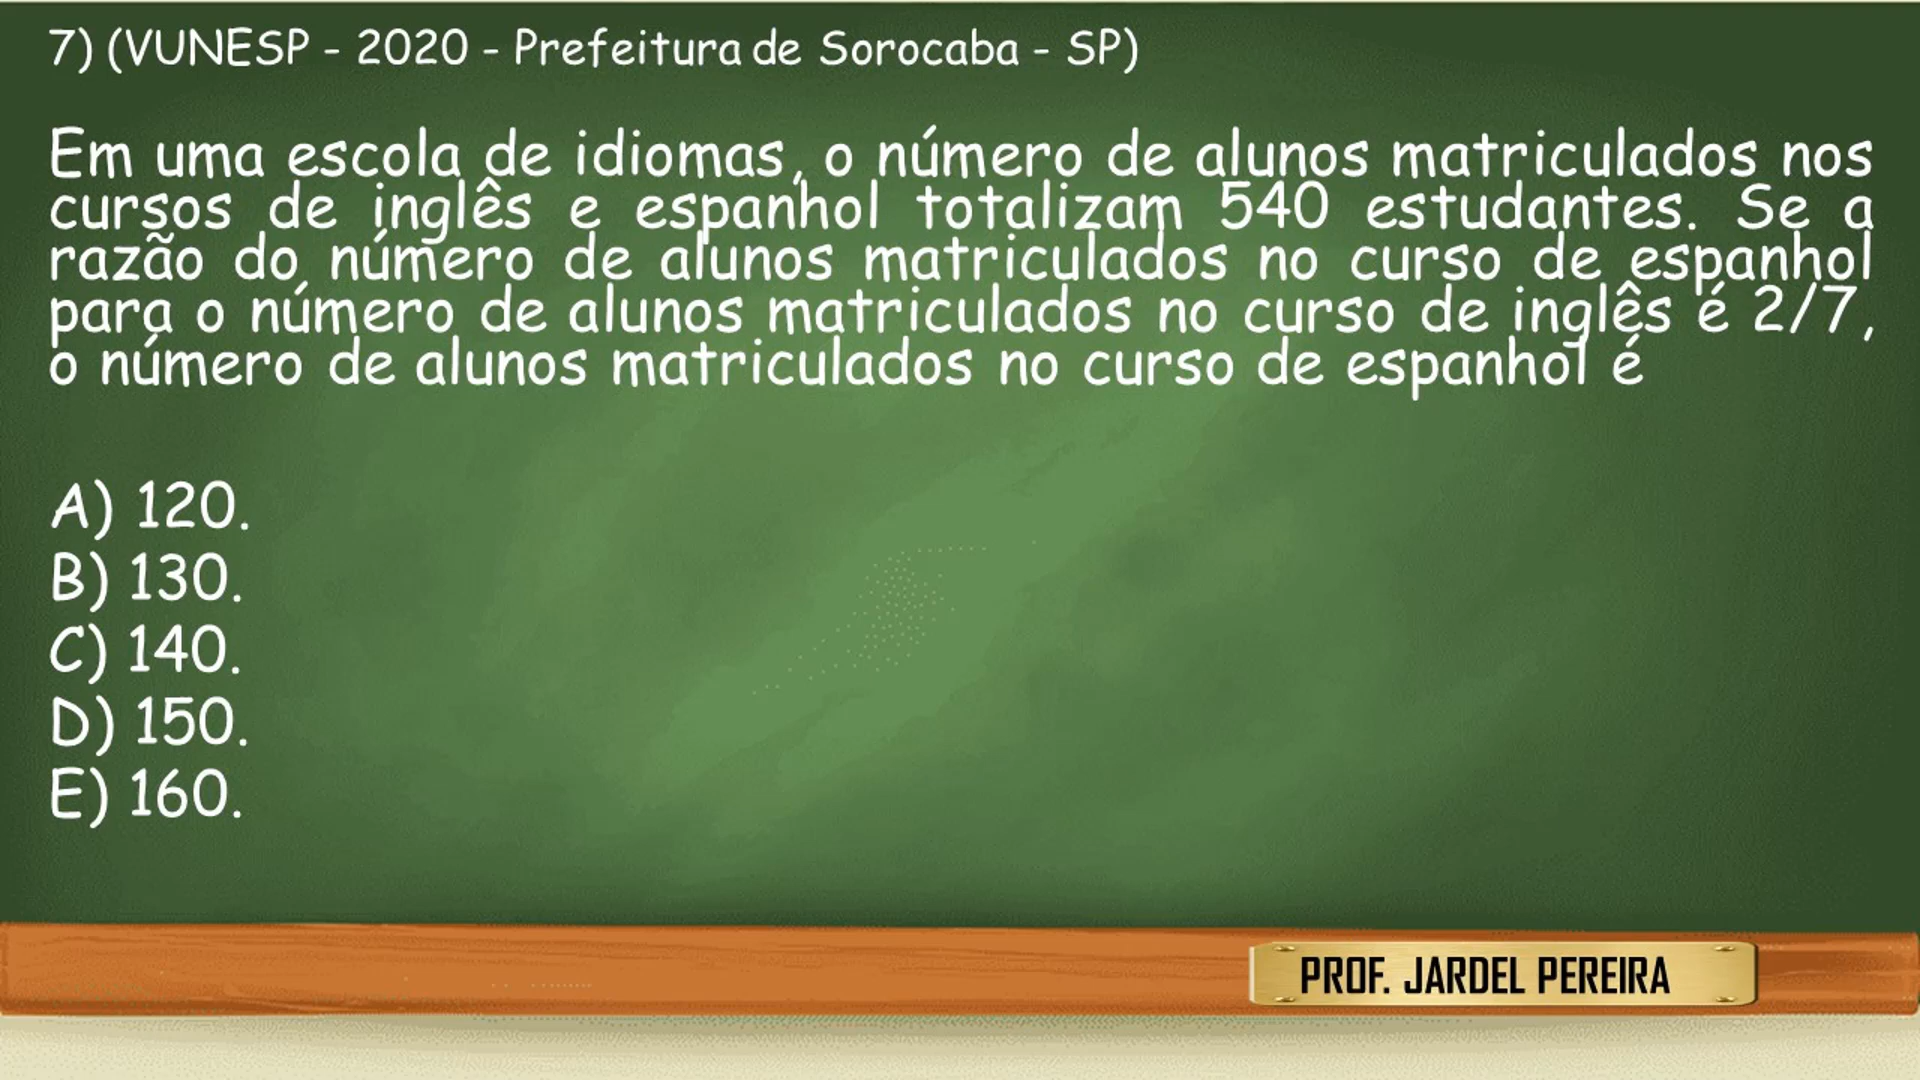 7) (VUNESP - 2020 - Prefeitura de Sorocaba - SP)
Em uma escola de idiomas, o número de alunos matriculados nos
cursos de inglês e espanhol totalizam 540 estudantes. Se a
razão do número de alunos matriculados no curso de espanhol
para o número de alunos matriculados no curso de inglês é 2/7,
o número de alunos matriculados no curso de espanhol é
A) 120.
B) 130.
C) 140.
D) 150.
E) 160.
PROF. JARDEL PEREIRA